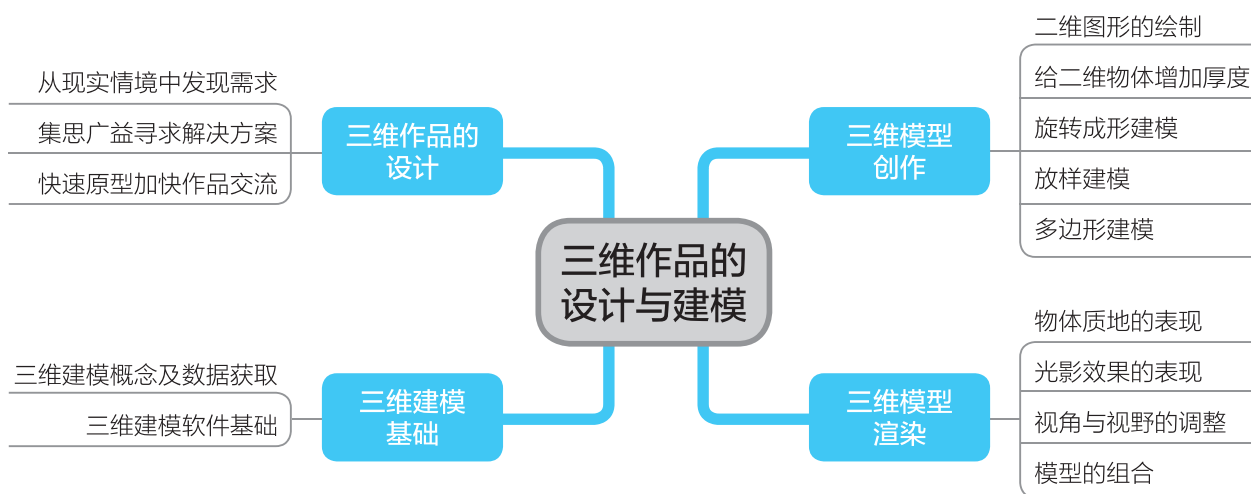 三维作品的
设计与建模
三维作品的
设计
从现实情境中发现需求
集思广益寻求解决方案
快速原型加快作品交流
三维建模
基础
三维建模概念及数据获取
三维建模软件基础
三维模型
创作
二维图形的绘制
给二维物体增加厚度
旋转成形建模
放样建模
多边形建模
三维模型
渲染
物体质地的表现
光影效果的表现
视角与视野的调整
模型的组合